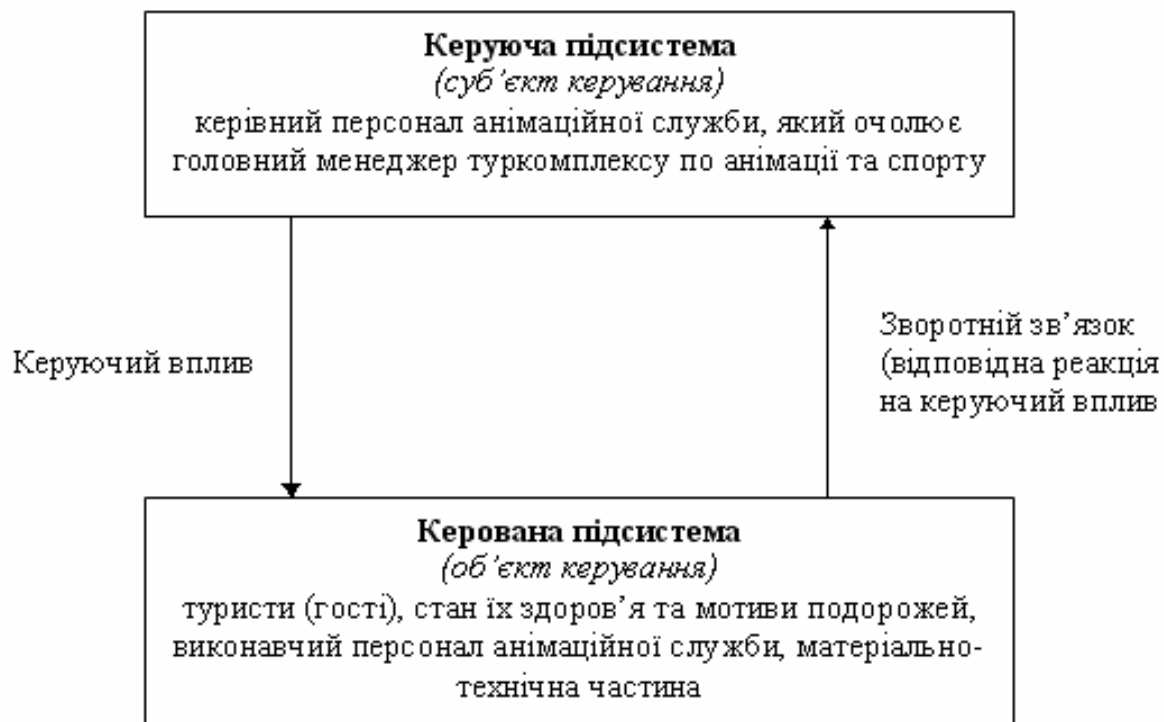 Керуюча підсистема
(суб’єкт керування)
керівний персонал анімаційної служби, який очолює
головний менеджер туркомплексу по анімації та спорту
Керуючий вплив
Зворотній зв’язок
(відповідна реакція
на керуючий вплив
Керована підсистема
(об’єкт керування)
туристи (гості), стан їх здоров’я та мотиви подорожей,
виконавчий персонал анімаційної служби, матеріально-
технічна частина